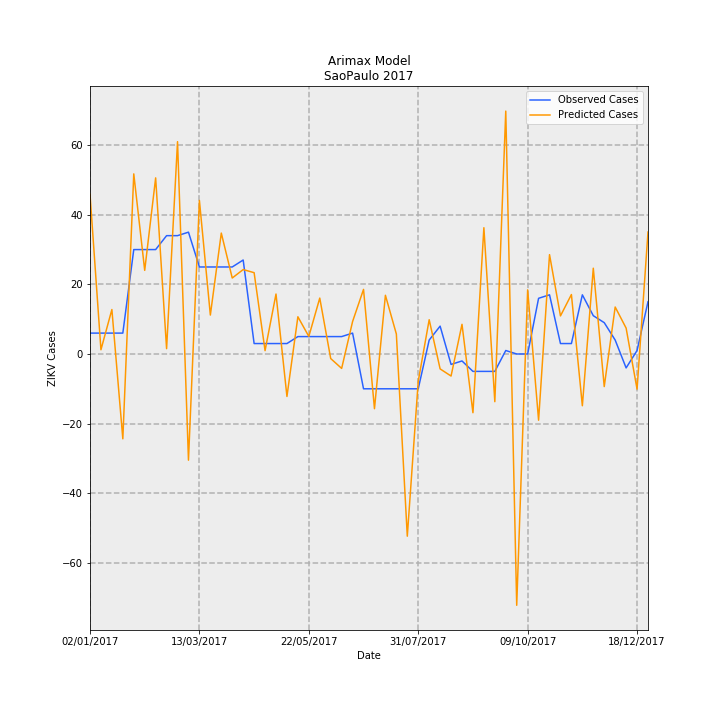 Arimax Model
SaoPaulo 2017
Observed Cases
Predicted Cases
ZIKV Cases
60
40
20
0
−20
−40
−60
02/01/2017
13/03/2017
22/05/2017
31/07/2017
09/10/2017
18/12/2017
Date